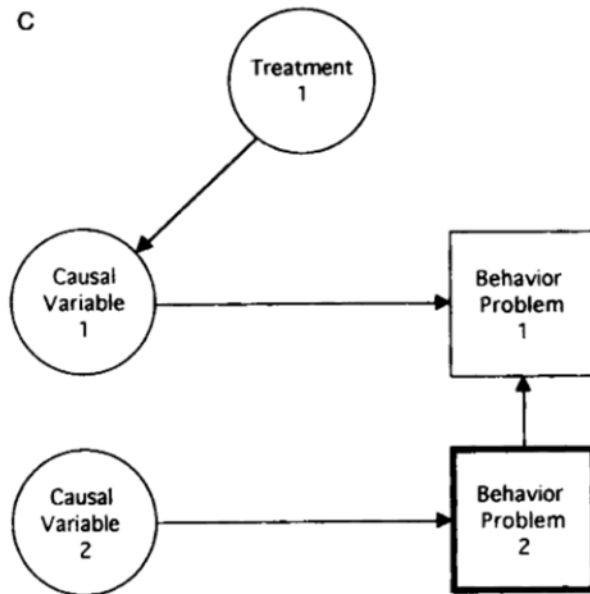 C
Treatment
1
Causal
Variable
1
Behavior
Problem
1
Causal
Variable
2
Behavior
Problem
2